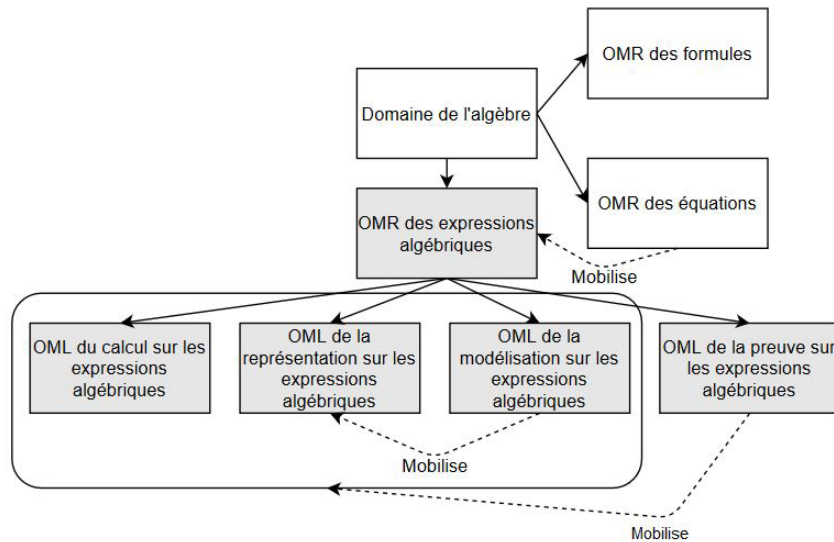 OMR des formules
Domaine de l'algèbre
OMR des équations
OMR des expressions
algébriques
Mobilise
OML du calcul sur les
expressions
algébriques
OML de la
représentation sur les
expressions
algébriques
OML de la
modélisation sur les
expressions
algébriques
OML de la preuve sur
les expressions
algébriques
Mobilise
Mobilise